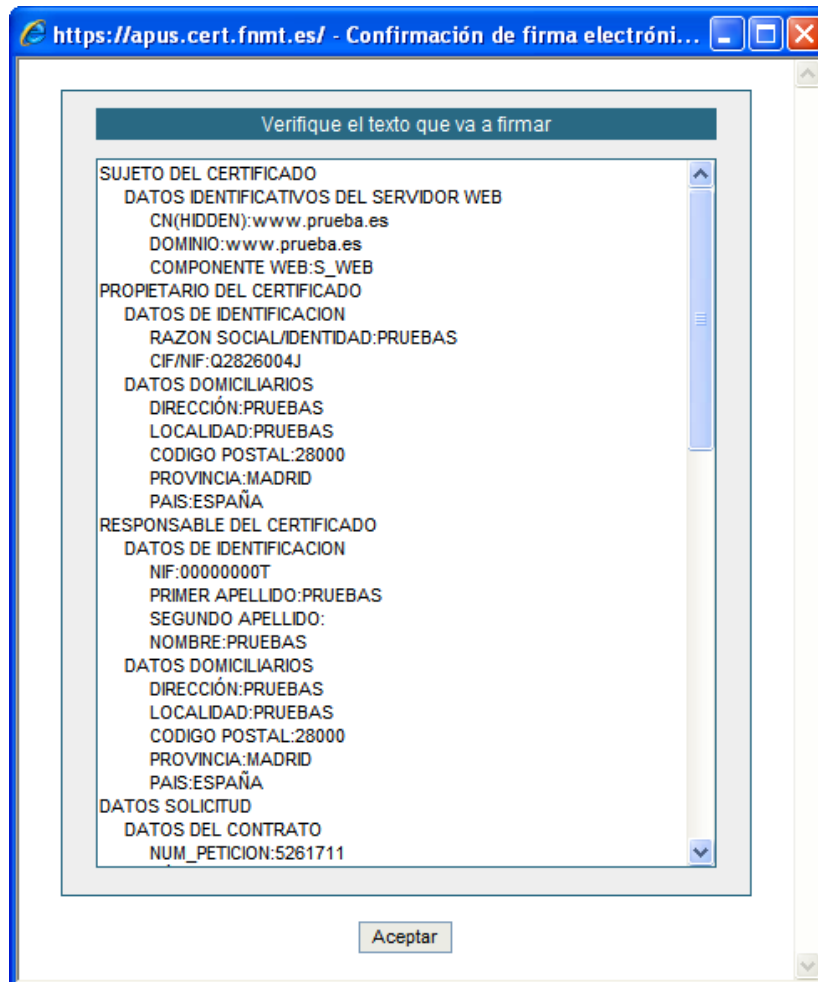 https://apus.cert.fnmt.es/ - Confirmación de firma electróni...
Verifique el texto que va a firmar
SUJETO DEL CERTIFICADO
DATOS IDENTIFICATIVOS DEL SERVIDOR WEB
CN(HIDDEN):www.prueba.es
DOMINIO:www.prueba.es
COMPONENTE WEB:S_WEB
PROPIETARIO DEL CERTIFICADO
DATOS DE IDENTIFICACION
RAZON SOCIAL/IDENTIDAD:PRUEBAS
CIF/NIF:Q2826004J
DATOS DOMICILIARIOS
DIRECCIÓN:PRUEBAS
LOCALIDAD:PRUEBAS
CODIGO POSTAL:28000
PROVINCIA:MADRID
PAIS:ESPAÑA
RESPONSABLE DEL CERTIFICADO
DATOS DE IDENTIFICACION
NIF:00000000T
PRIMER APELLIDO:PRUEBAS
SEGUNDO APELLIDO:
NOMBRE:PRUEBAS
DATOS DOMICILIARIOS
DIRECCIÓN:PRUEBAS
LOCALIDAD:PRUEBAS
CODIGO POSTAL:28000
PROVINCIA:MADRID
PAIS:ESPAÑA
DATOS SOLICITUD
DATOS DEL CONTRATO
NUM_PETICION:5261711
Aceptar